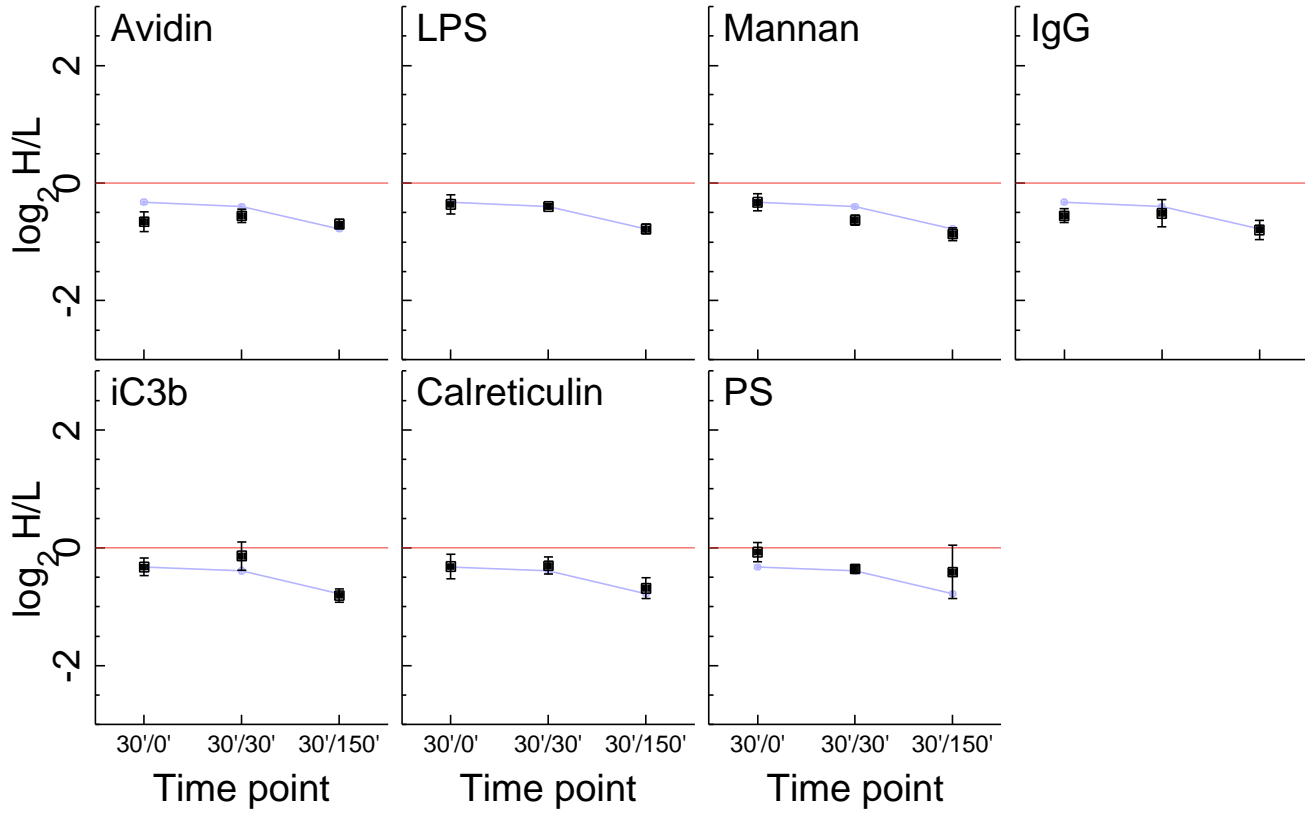 Avidin LPS Mannan IgG
2
0
-2
log2 H/L
iC3b Calreticulin PS
2
0
-2
log2 H/L
30'/0' 30'/30' 30'/150' 30'/0' 30'/30' 30'/150' 30'/0' 30'/30' 30'/150'
Time point Time point Time point